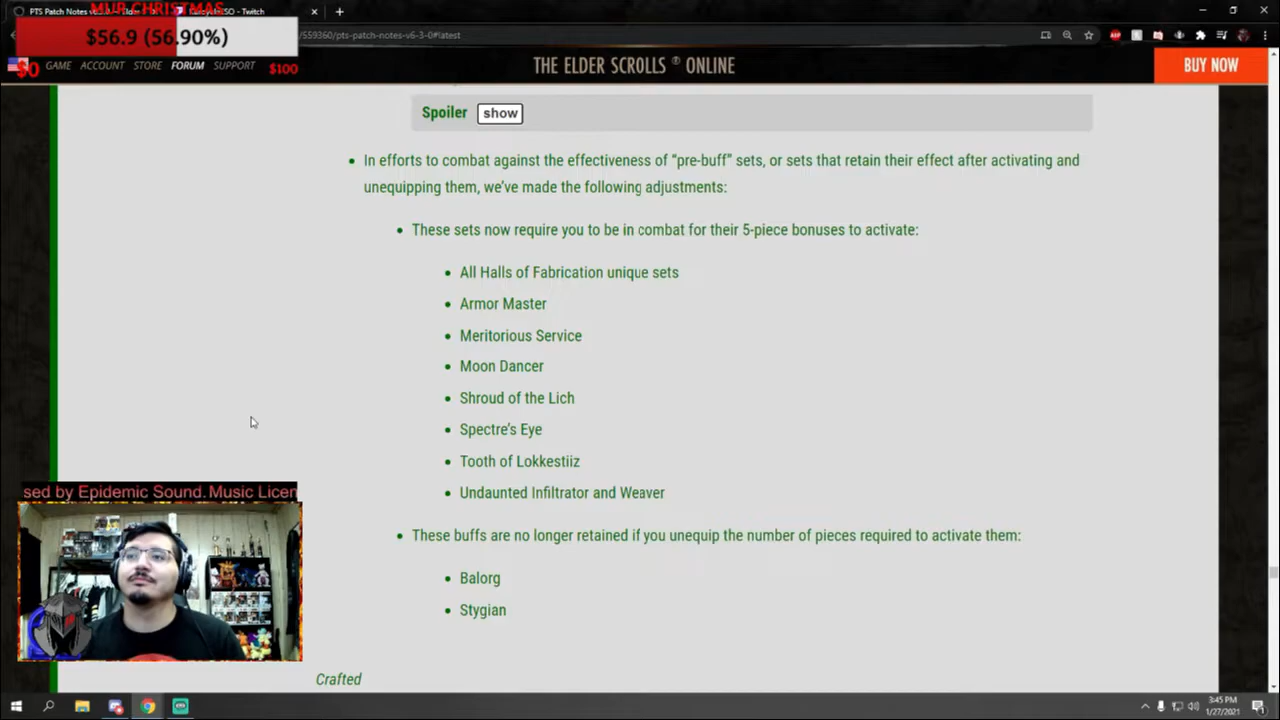 PTS Patch Notes
Twitch
MUP CHRISTMAS
$56.9 (56.90%)
559360/pts-patch-notes-v6-3-0#latest
$0
GAME ACCOUNT STORE FORUM SUPPORT
$100
THE ELDER SCROLLS ® ONLINE
BUY NOW
Spoiler show
• In efforts to combat against the effectiveness of “pre-buff” sets, or sets that retain their effect after activating and
unequipping them, we’ve made the following adjustments:
• These sets now require you to be in combat for their 5-piece bonuses to activate:
• All Halls of Fabrication unique sets
• Armor Master
• Meritorious Service
• Moon Dancer
• Shroud of the Lich
• Spectre’s Eye
• Tooth of Lokkestiiz
• Undaunted Infiltrator and Weaver
sed by Epidemic Sound. Music Licen
• These buffs are no longer retained if you unequip the number of pieces required to activate them:
• Balorg
• Stygian
Crafted
3:45 PM
1/27/2021